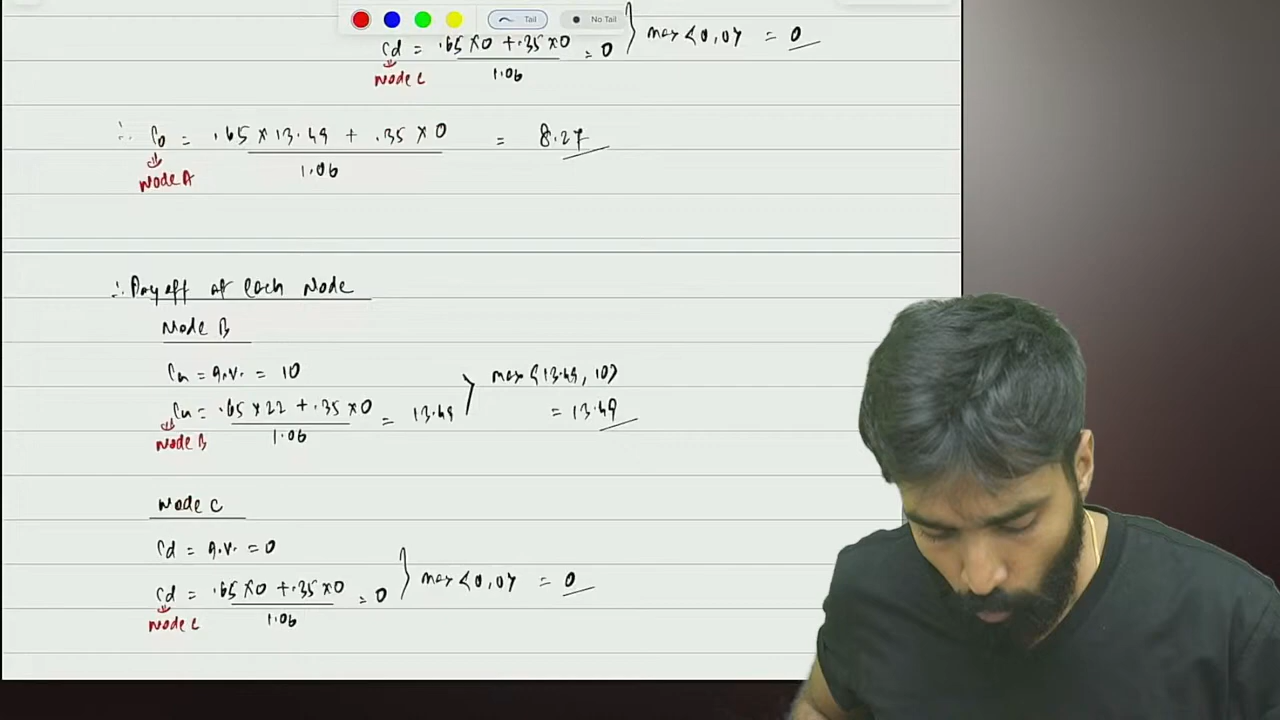 Tail No Tail
Cd = .65×0 + .35×0 / 1.06 = 0 } max <0,0> = 0
Node C
∴ C0 = .65 × 13.49 + .35 × 0 / 1.06 = 8.27
Node A
∴ Pay off at each Node
Node B
Cu = g.v. = 10
Cu = .65×22 + .35×0 / 1.06 = 13.49
max {13.49, 10}
= 13.49
Node B
Node C
Cd = g.v. = 0
Cd = .65×0 + .35×0 / 1.06 = 0 } max <0,0> = 0
Node C